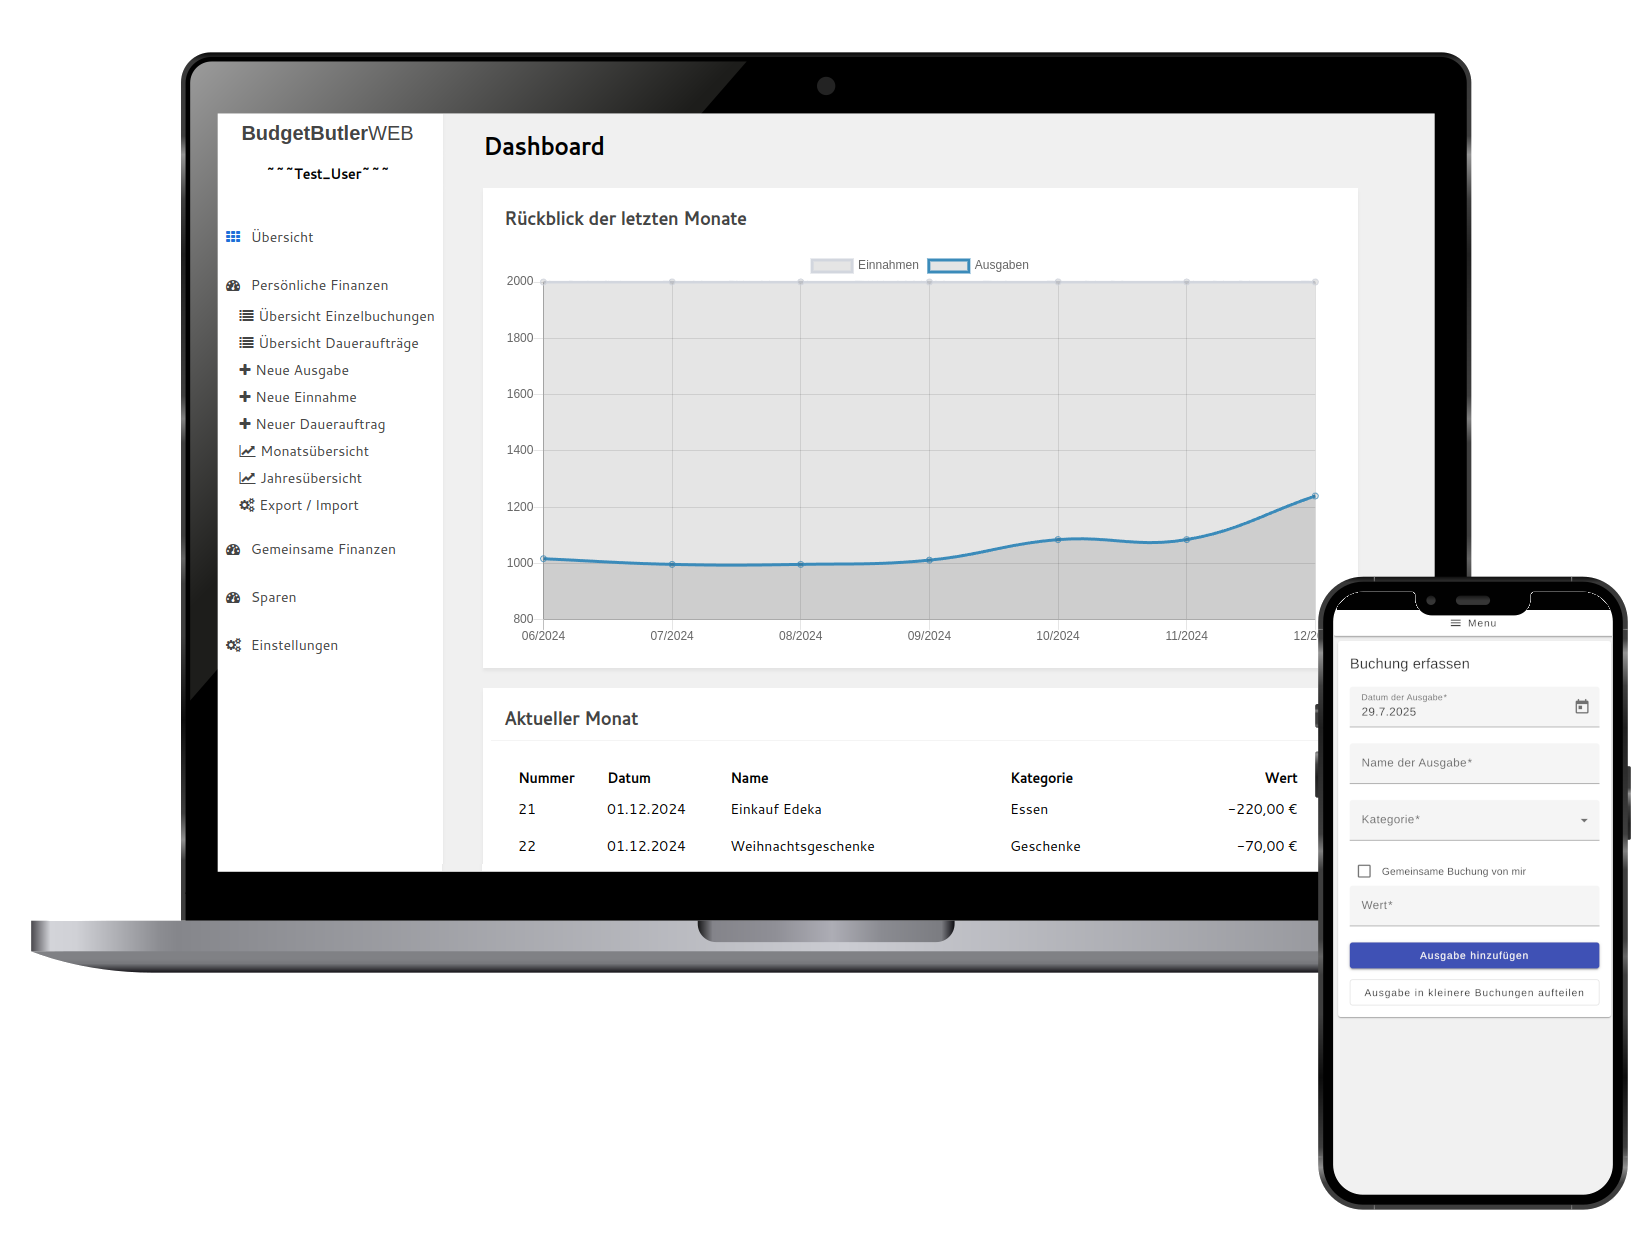 BudgetButlerWEB
~~~Test_User~~~
Übersicht
Persönliche Finanzen
Übersicht Einzelbuchungen
Übersicht Daueraufträge
Neue Ausgabe
Neue Einnahme
Neuer Dauerauftrag
Monatsübersicht
Jahresübersicht
Export / Import
Gemeinsame Finanzen
Sparen
Einstellungen
Dashboard
Rückblick der letzten Monate
Einnahmen Ausgaben
2000
1800
1600
1400
1200
1000
800
06/2024 07/2024 08/2024 09/2024 10/2024 11/2024 12/2
Aktueller Monat
Nummer Datum Name Kategorie Wert
21 01.12.2024 Einkauf Edeka Essen -220,00 €
22 01.12.2024 Weihnachtsgeschenke Geschenke -70,00 €
Menu
Buchung erfassen
Datum der Ausgabe*
29.7.2025
Name der Ausgabe*
Kategorie*
Gemeinsame Buchung von mir
Wert*
Ausgabe hinzufügen
Ausgabe in kleinere Buchungen aufteilen